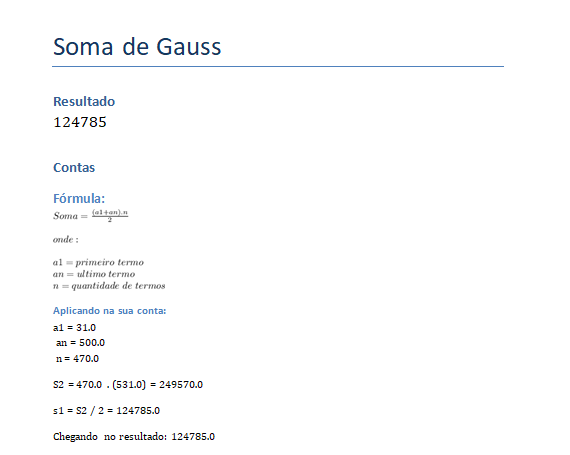 Soma de Gauss
Resultado
124785
Contas
Fórmula:
Soma = (a1+an).n / 2
onde :
a1 = primeiro termo
an = ultimo termo
n = quantidade de termos
Aplicando na sua conta:
a1 = 31.0
an = 500.0
n = 470.0
S2 = 470.0 . (531.0) = 249570.0
s1 = S2 / 2 = 124785.0
Chegando no resultado: 124785.0